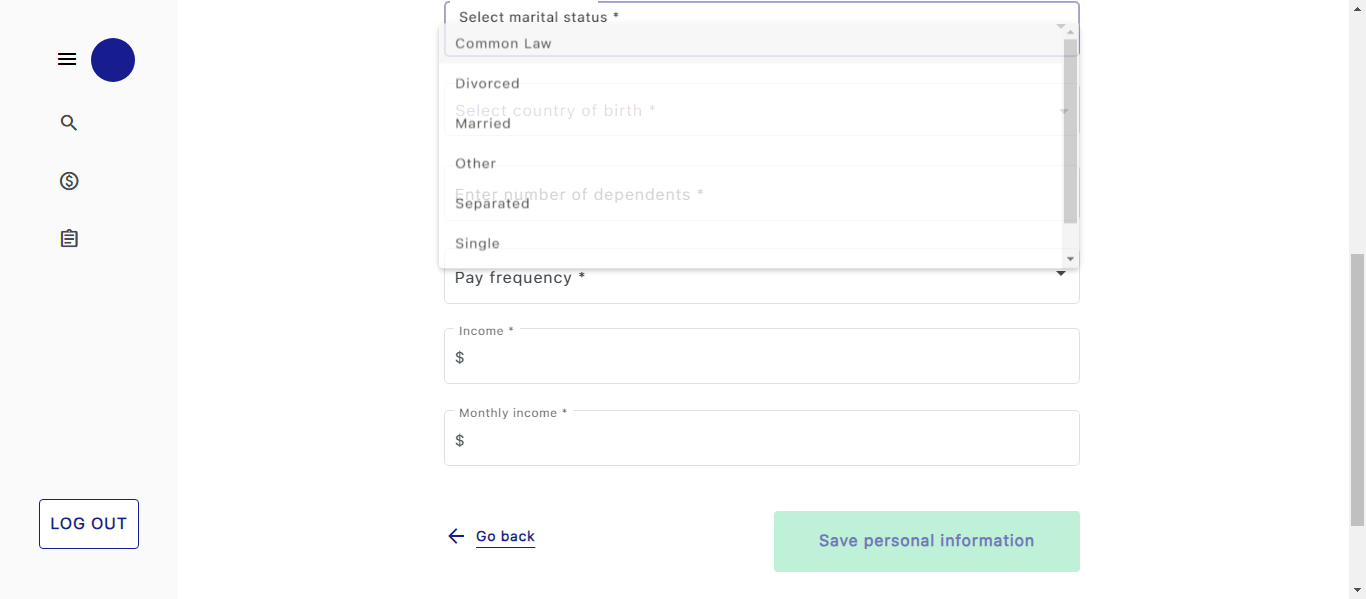 Select marital status *
Common Law
Divorced
Select country of birth *
Married
Other
Enter number of dependents *
Separated
Single
Pay frequency *
Income *
$
Monthly income *
$
LOG OUT
Go back
Save personal information